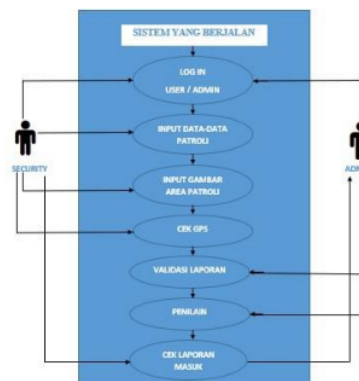 SISTEM YANG BERJALAN
LOG IN
USER / ADMIN
INPUT DATA-DATA
PATROLI
SECURITY
INPUT GAMBAR
AREA PATROLI
CEK GPS
VALIDASI LAPORAN
PENILAIN
CEK LAPORAN
MASUK